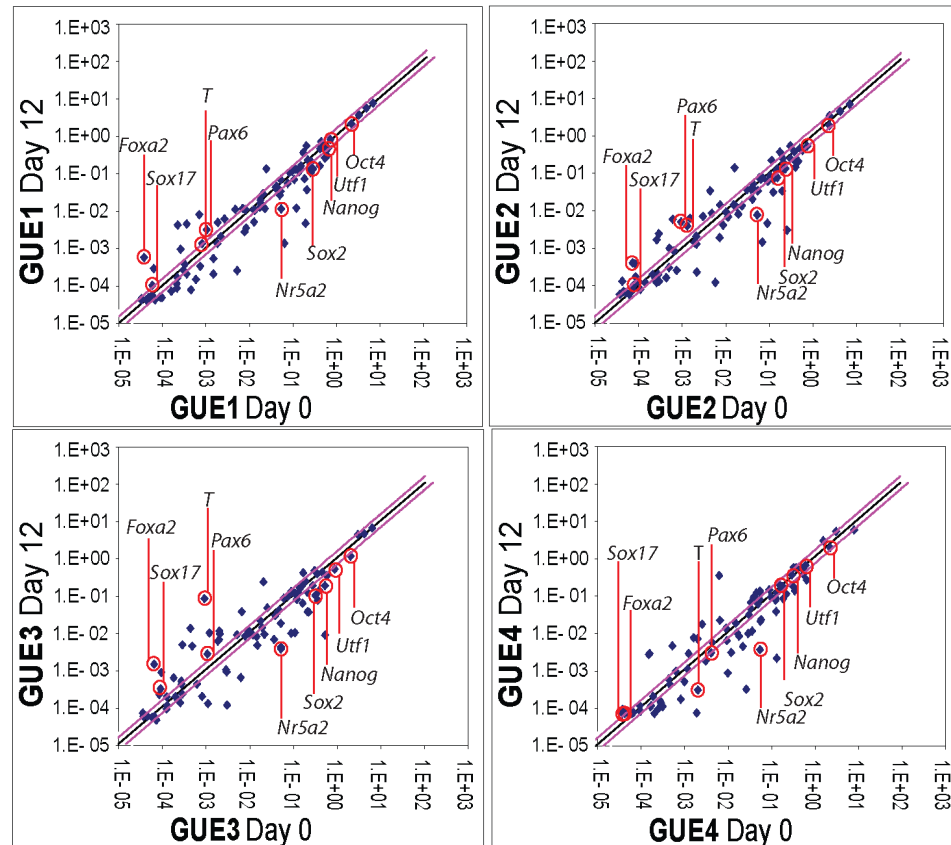 1.E+03
1.E+02
1.E+01
1.E+00
1.E-01
1.E-02
1.E-03
1.E-04
1.E-05
GUE1 Day 12
T
Pax6
Foxa2
Sox17
Oct4
Utf1
Nanog
Sox2
Nr5a2
1.E-05
1.E-04
1.E-03
1.E-02
1.E-01
1.E+00
1.E+01
1.E+02
1.E+03
GUE1 Day 0
1.E+03
1.E+02
1.E+01
1.E+00
1.E-01
1.E-02
1.E-03
1.E-04
1.E-05
GUE2 Day 12
Pax6
T
Foxa2
Sox17
Oct4
Utf1
Nanog
Sox2
Nr5a2
1.E-05
1.E-04
1.E-03
1.E-02
1.E-01
1.E+00
1.E+01
1.E+02
1.E+03
GUE2 Day 0
1.E+03
1.E+02
1.E+01
1.E+00
1.E-01
1.E-02
1.E-03
1.E-04
1.E-05
GUE3 Day 12
T
Foxa2
Pax6
Sox17
Oct4
Utf1
Nanog
Sox2
Nr5a2
1.E-05
1.E-04
1.E-03
1.E-02
1.E-01
1.E+00
1.E+01
1.E+02
1.E+03
GUE3 Day 0
1.E+03
1.E+02
1.E+01
1.E+00
1.E-01
1.E-02
1.E-03
1.E-04
1.E-05
GUE4 Day 12
Pax6
Sox17
T
Foxa2
Oct4
Utf1
Nanog
Sox2
Nr5a2
1.E-05
1.E-04
1.E-03
1.E-02
1.E-01
1.E+00
1.E+01
1.E+02
1.E+03
GUE4 Day 0